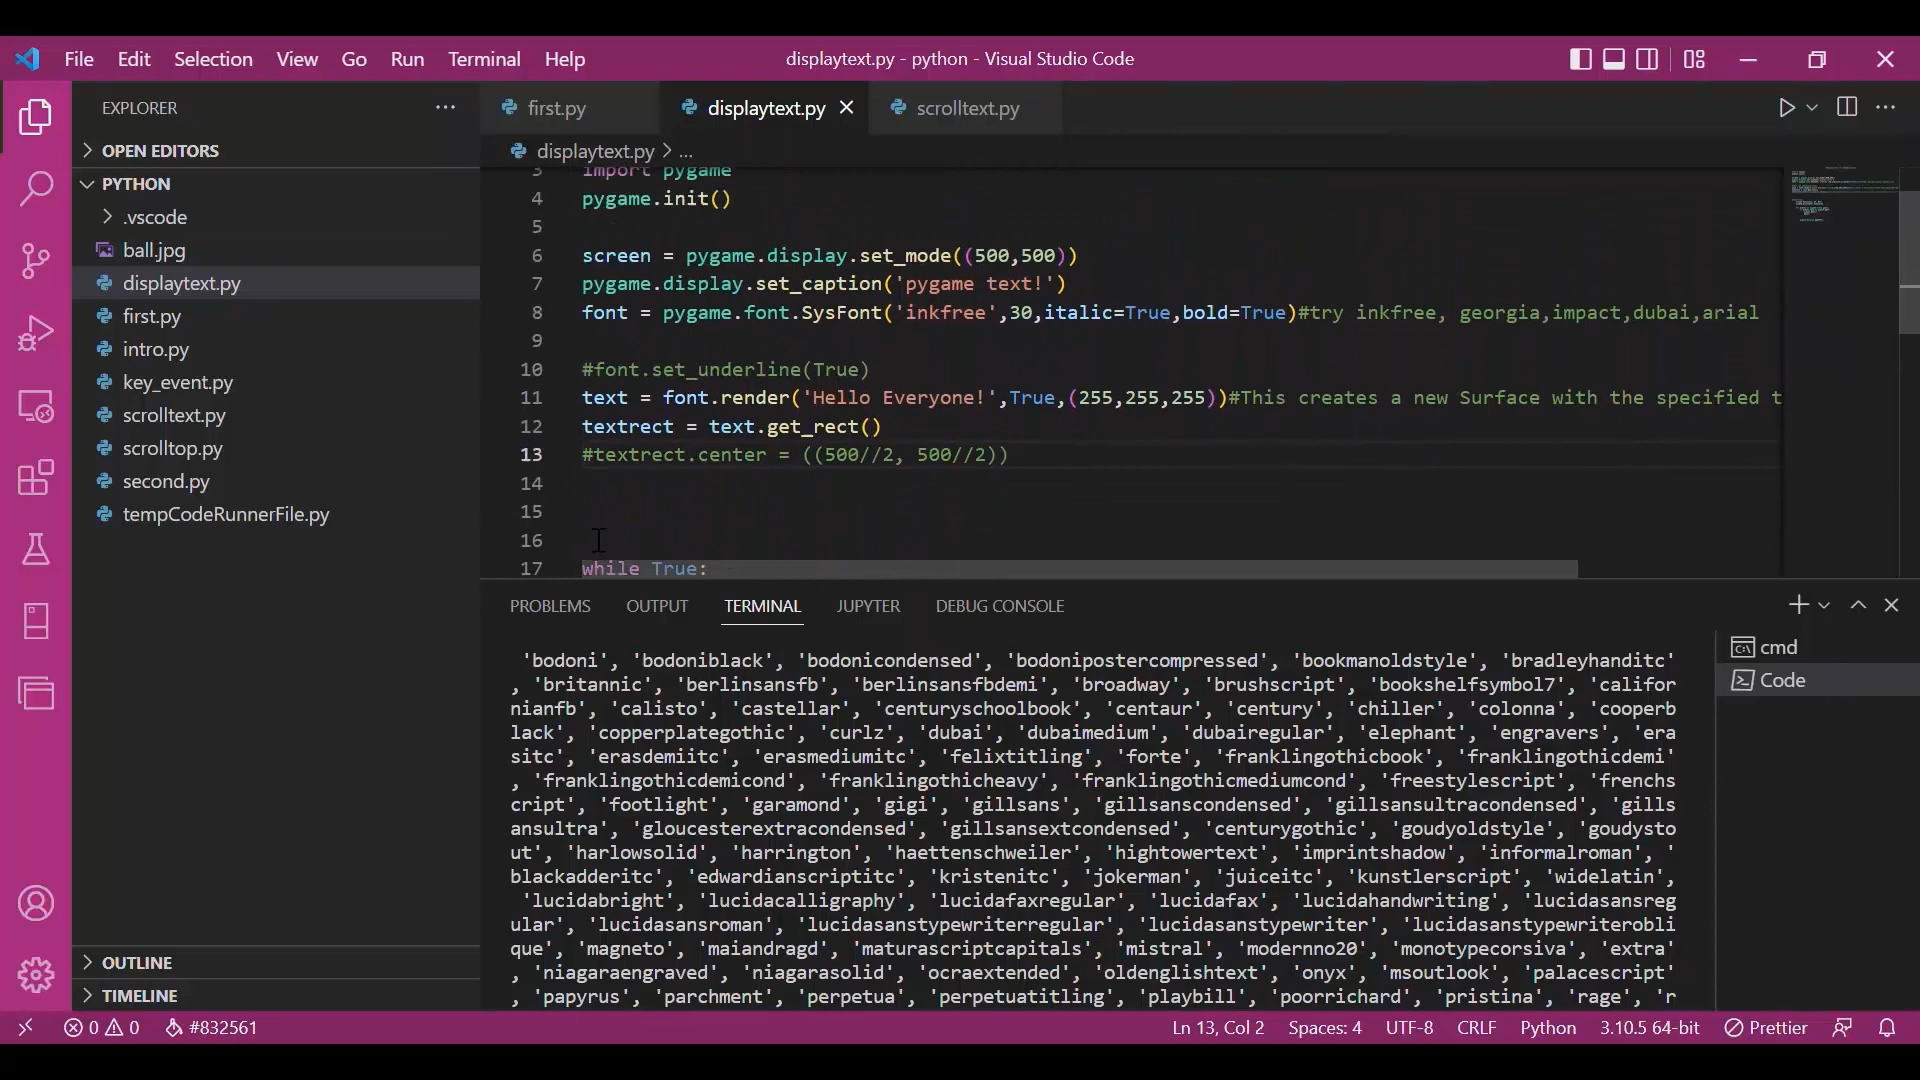 File Edit Selection View Go Run Terminal Help
displaytext.py - python - Visual Studio Code
EXPLORER
OPEN EDITORS
PYTHON
.vscode
ball.jpg
displaytext.py
first.py
intro.py
key_event.py
scrolltext.py
scrolltop.py
second.py
tempCodeRunnerFile.py
OUTLINE
TIMELINE
first.py displaytext.py scrolltext.py
displaytext.py > ...
3 import pygame
4 pygame.init()
5
6 screen = pygame.display.set_mode((500,500))
7 pygame.display.set_caption('pygame text!')
8 font = pygame.font.SysFont('inkfree',30,italic=True,bold=True)#try inkfree, georgia,impact,dubai,arial
9
10 #font.set_underline(True)
11 text = font.render('Hello Everyone!',True,(255,255,255))#This creates a new Surface with the specified t
12 textrect = text.get_rect()
13 #textrect.center = ((500//2, 500//2))
14
15
16
17 while True:
PROBLEMS OUTPUT TERMINAL JUPYTER DEBUG CONSOLE
'bodoni', 'bodoniblack', 'bodonicondensed', 'bodonipostercompressed', 'bookmanoldstyle', 'bradleyhanditc'
, 'britannic', 'berlinsansfb', 'berlinsansfbdemi', 'broadway', 'brushscript', 'bookshelfsymbol7', 'califor
nianfb', 'calisto', 'castellar', 'centuryschoolbook', 'centaur', 'century', 'chiller', 'colonna', 'cooperb
lack', 'copperplategothic', 'curlz', 'dubai', 'dubaimedium', 'dubairegular', 'elephant', 'engravers', 'era
sitc', 'erasdemiitc', 'erasmediumitc', 'felixtitling', 'forte', 'franklingothicbook', 'franklingothicdemi'
, 'franklingothicdemicond', 'franklingothicheavy', 'franklingothicmediumcond', 'freestylescript', 'frenchs
cript', 'footlight', 'garamond', 'gigi', 'gillsans', 'gillsanscondensed', 'gillsansultracondensed', 'gills
ansultra', 'gloucesterextracondensed', 'gillsansextcondensed', 'centurygothic', 'goudyoldstyle', 'goudysto
ut', 'harlowsolid', 'harrington', 'haettenschweiler', 'hightowertext', 'imprintshadow', 'informalroman', '
blackadderitc', 'edwardianscriptitc', 'kristenitc', 'jokerman', 'juiceitc', 'kunstlerscript', 'widelatin',
'lucidabright', 'lucidacalligraphy', 'lucidafaxregular', 'lucidafax', 'lucidahandwriting', 'lucidasansreg
ular', 'lucidasansroman', 'lucidasanstypewriterregular', 'lucidasanstypewriter', 'lucidasanstypewriterobli
que', 'magneto', 'maiandragd', 'maturascriptcapitals', 'mistral', 'modernno20', 'monotypecorsiva', 'extra'
, 'niagaraengraved', 'niagarasolid', 'ocraextended', 'oldenglishtext', 'onyx', 'msoutlook', 'palacescript'
, 'papyrus', 'parchment', 'perpetua', 'perpetuatitling', 'playbill', 'poorrichard', 'pristina', 'rage', 'r
cmd
Code
0 0 #832561 Ln 13, Col 2 Spaces: 4 UTF-8 CRLF Python 3.10.5 64-bit Prettier